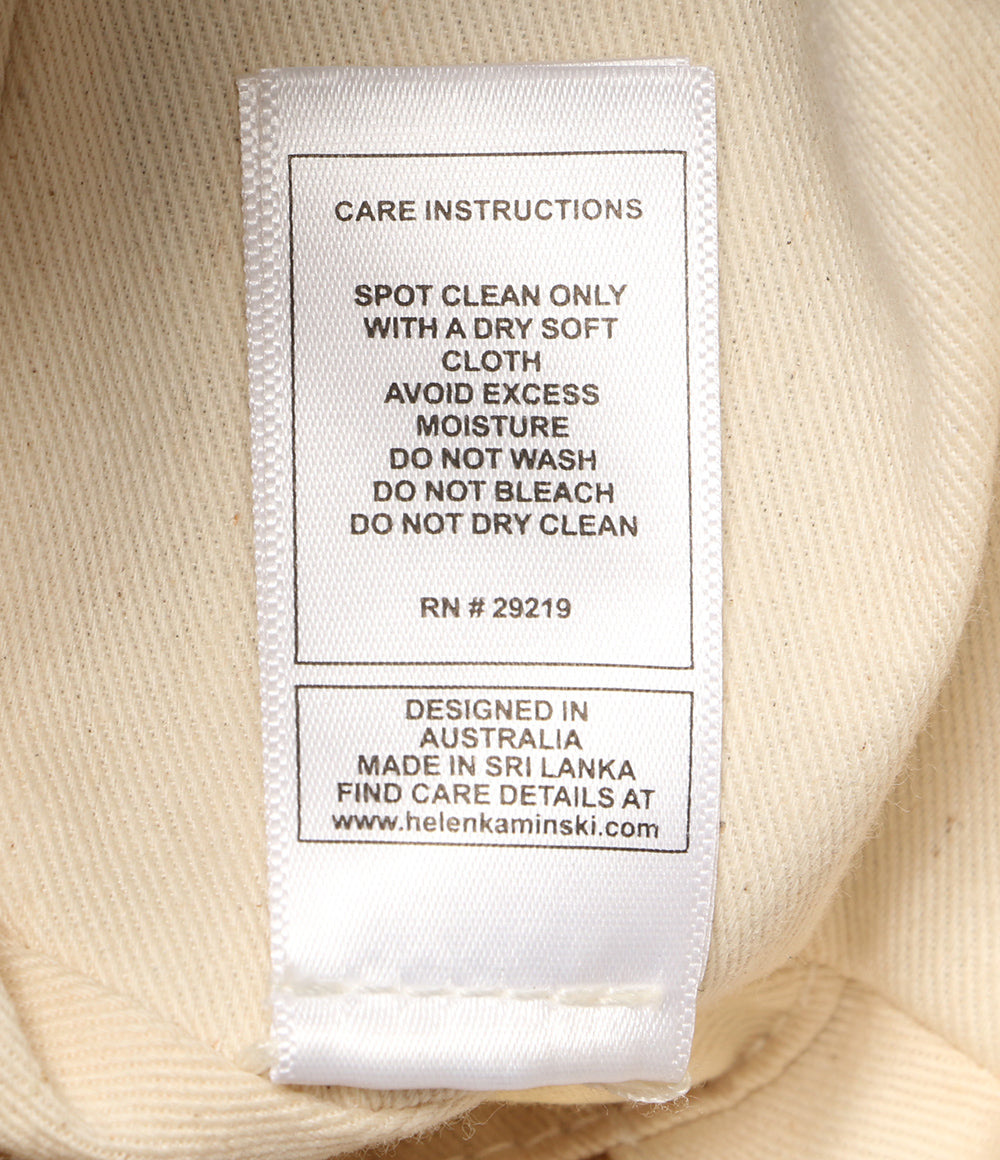 CARE INSTRUCTIONS
SPOT CLEAN ONLY
WITH A DRY SOFT
CLOTH
AVOID EXCESS
MOISTURE
DO NOT WASH
DO NOT BLEACH
DO NOT DRY CLEAN
RN # 29219
DESIGNED IN
AUSTRALIA
MADE IN SRI LANKA
FIND CARE DETAILS AT
www.helenkaminski.com